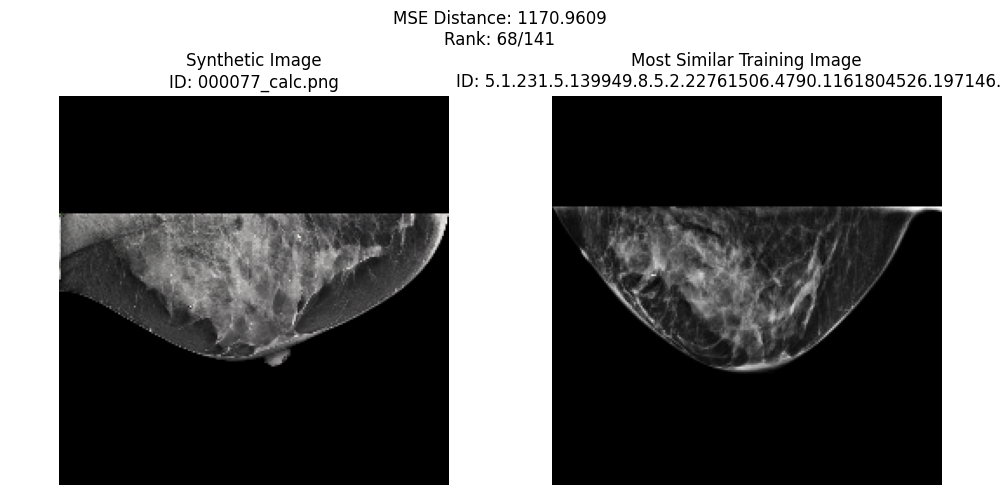 MSE Distance: 1170.9609
Rank: 68/141
Synthetic Image
ID: 000077_calc.png
Most Similar Training Image
ID: 5.1.231.5.139949.8.5.2.22761506.4790.1161804526.197146.